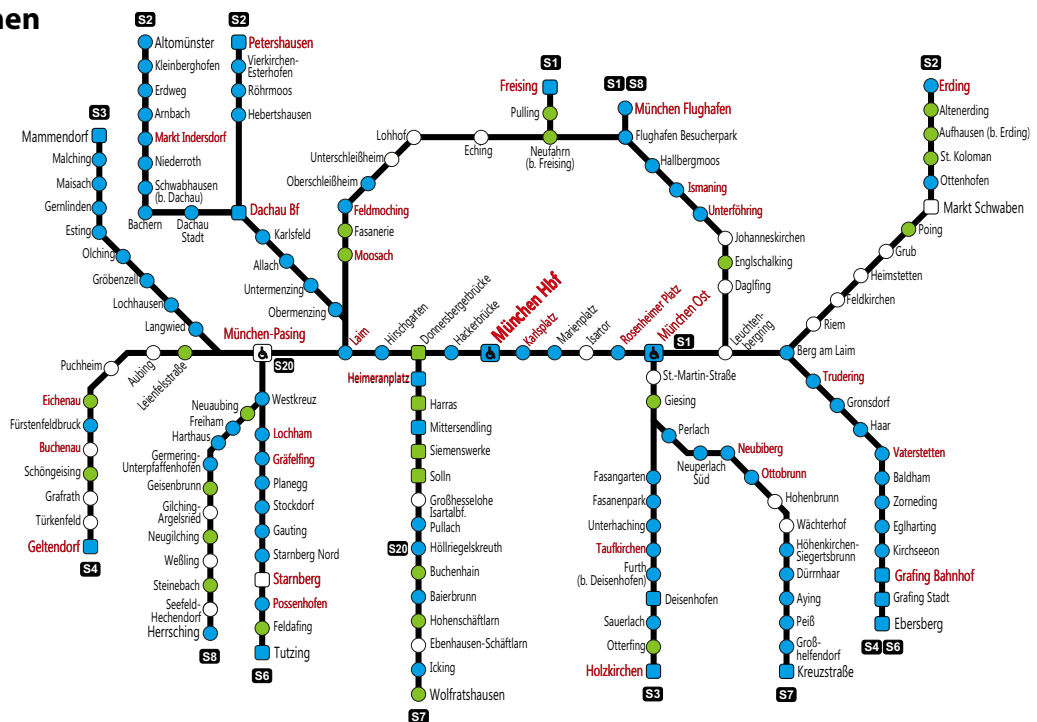 nen
S2
S2
Altomünster
Kleinberghofen
Erdweg
Arnbach
Markt Indersdorf
Niederroth
Schwabhausen
(b. Dachau)
Bachern
Dachau
Stadt
Petershausen
Vierkirchen-
Esterhofen
Röhrmoos
Hebertshausen
Dachau Bf
Karlsfeld
Allach
Untermenzing
Obermenzing
S3
Mammendorf
Malching
Maisach
Gernlinden
Esting
Olching
Gröbenzell
Lochhausen
Langwied
S1
Freising
Pulling
Neufahrn
(b. Freising)
Eching
Lohhof
Unterschleißheim
Oberschleißheim
Feldmoching
Fasanerie
Moosach
S1 S8
München Flughafen
Flughafen Besucherpark
Hallbergmoos
Ismaning
Unterföhring
Johanneskirchen
Englschalking
Daglfing
S2
Erding
Altenerding
Aufhausen (b. Erding)
St. Koloman
Ottenhofen
Markt Schwaben
Poing
Grub
Heimstetten
Feldkirchen
Riem
München-Pasing
S20
Laim
Hirschgarten
Donnersbergerbrücke
Hackerbrücke
München Hbf
Karlsplatz
Marienplatz
Isartor
Rosenheimer Platz
München Ost
S1
Leuchten-
bergring
Berg am Laim
Puchheim
Aubing
Leienfelsstraße
Eichenau
Fürstenfeldbruck
Buchenau
Schöngeising
Grafrath
Türkenfeld
Geltendorf
S4
Westkreuz
Neuaubing
Freiham
Harthaus
Germering-
Unterpfaffenhofen
Geisenbrunn
Gilching-
Argelsried
Neugilching
Weßling
Steinebach
Seefeld-
Hechendorf
Herrsching
S8
Lochham
Gräfelfing
Planegg
Stockdorf
Gauting
Starnberg Nord
Starnberg
Possenhofen
Feldafing
Tutzing
S6
Heimeranplatz
Harras
Mittersendling
Siemenswerke
Solln
Großhesselohe
Isartalbf.
Pullach
S20
Höllriegelskreuth
Buchenhain
Baierbrunn
Hohenschäftlarn
Ebenhausen-Schäftlarn
Icking
Wolfratshausen
S7
St.-Martin-Straße
Giesing
Fasangarten
Fasanenpark
Unterhaching
Taufkirchen
Furth
(b. Deisenhofen)
Deisenhofen
Sauerlach
Otterfing
Holzkirchen
S3
Perlach
Neuperlach
Süd
Neubiberg
Ottobrunn
Hohenbrunn
Wächterhof
Höhenkirchen-
Siegertsbrunn
Dürrnhaar
Aying
Peiß
Groß-
helfendorf
Kreuzstraße
S7
Trudering
Gronsdorf
Haar
Vaterstetten
Baldham
Zorneding
Eglharting
Kirchseeon
Grafing Bahnhof
Grafing Stadt
Ebersberg
S4 S6